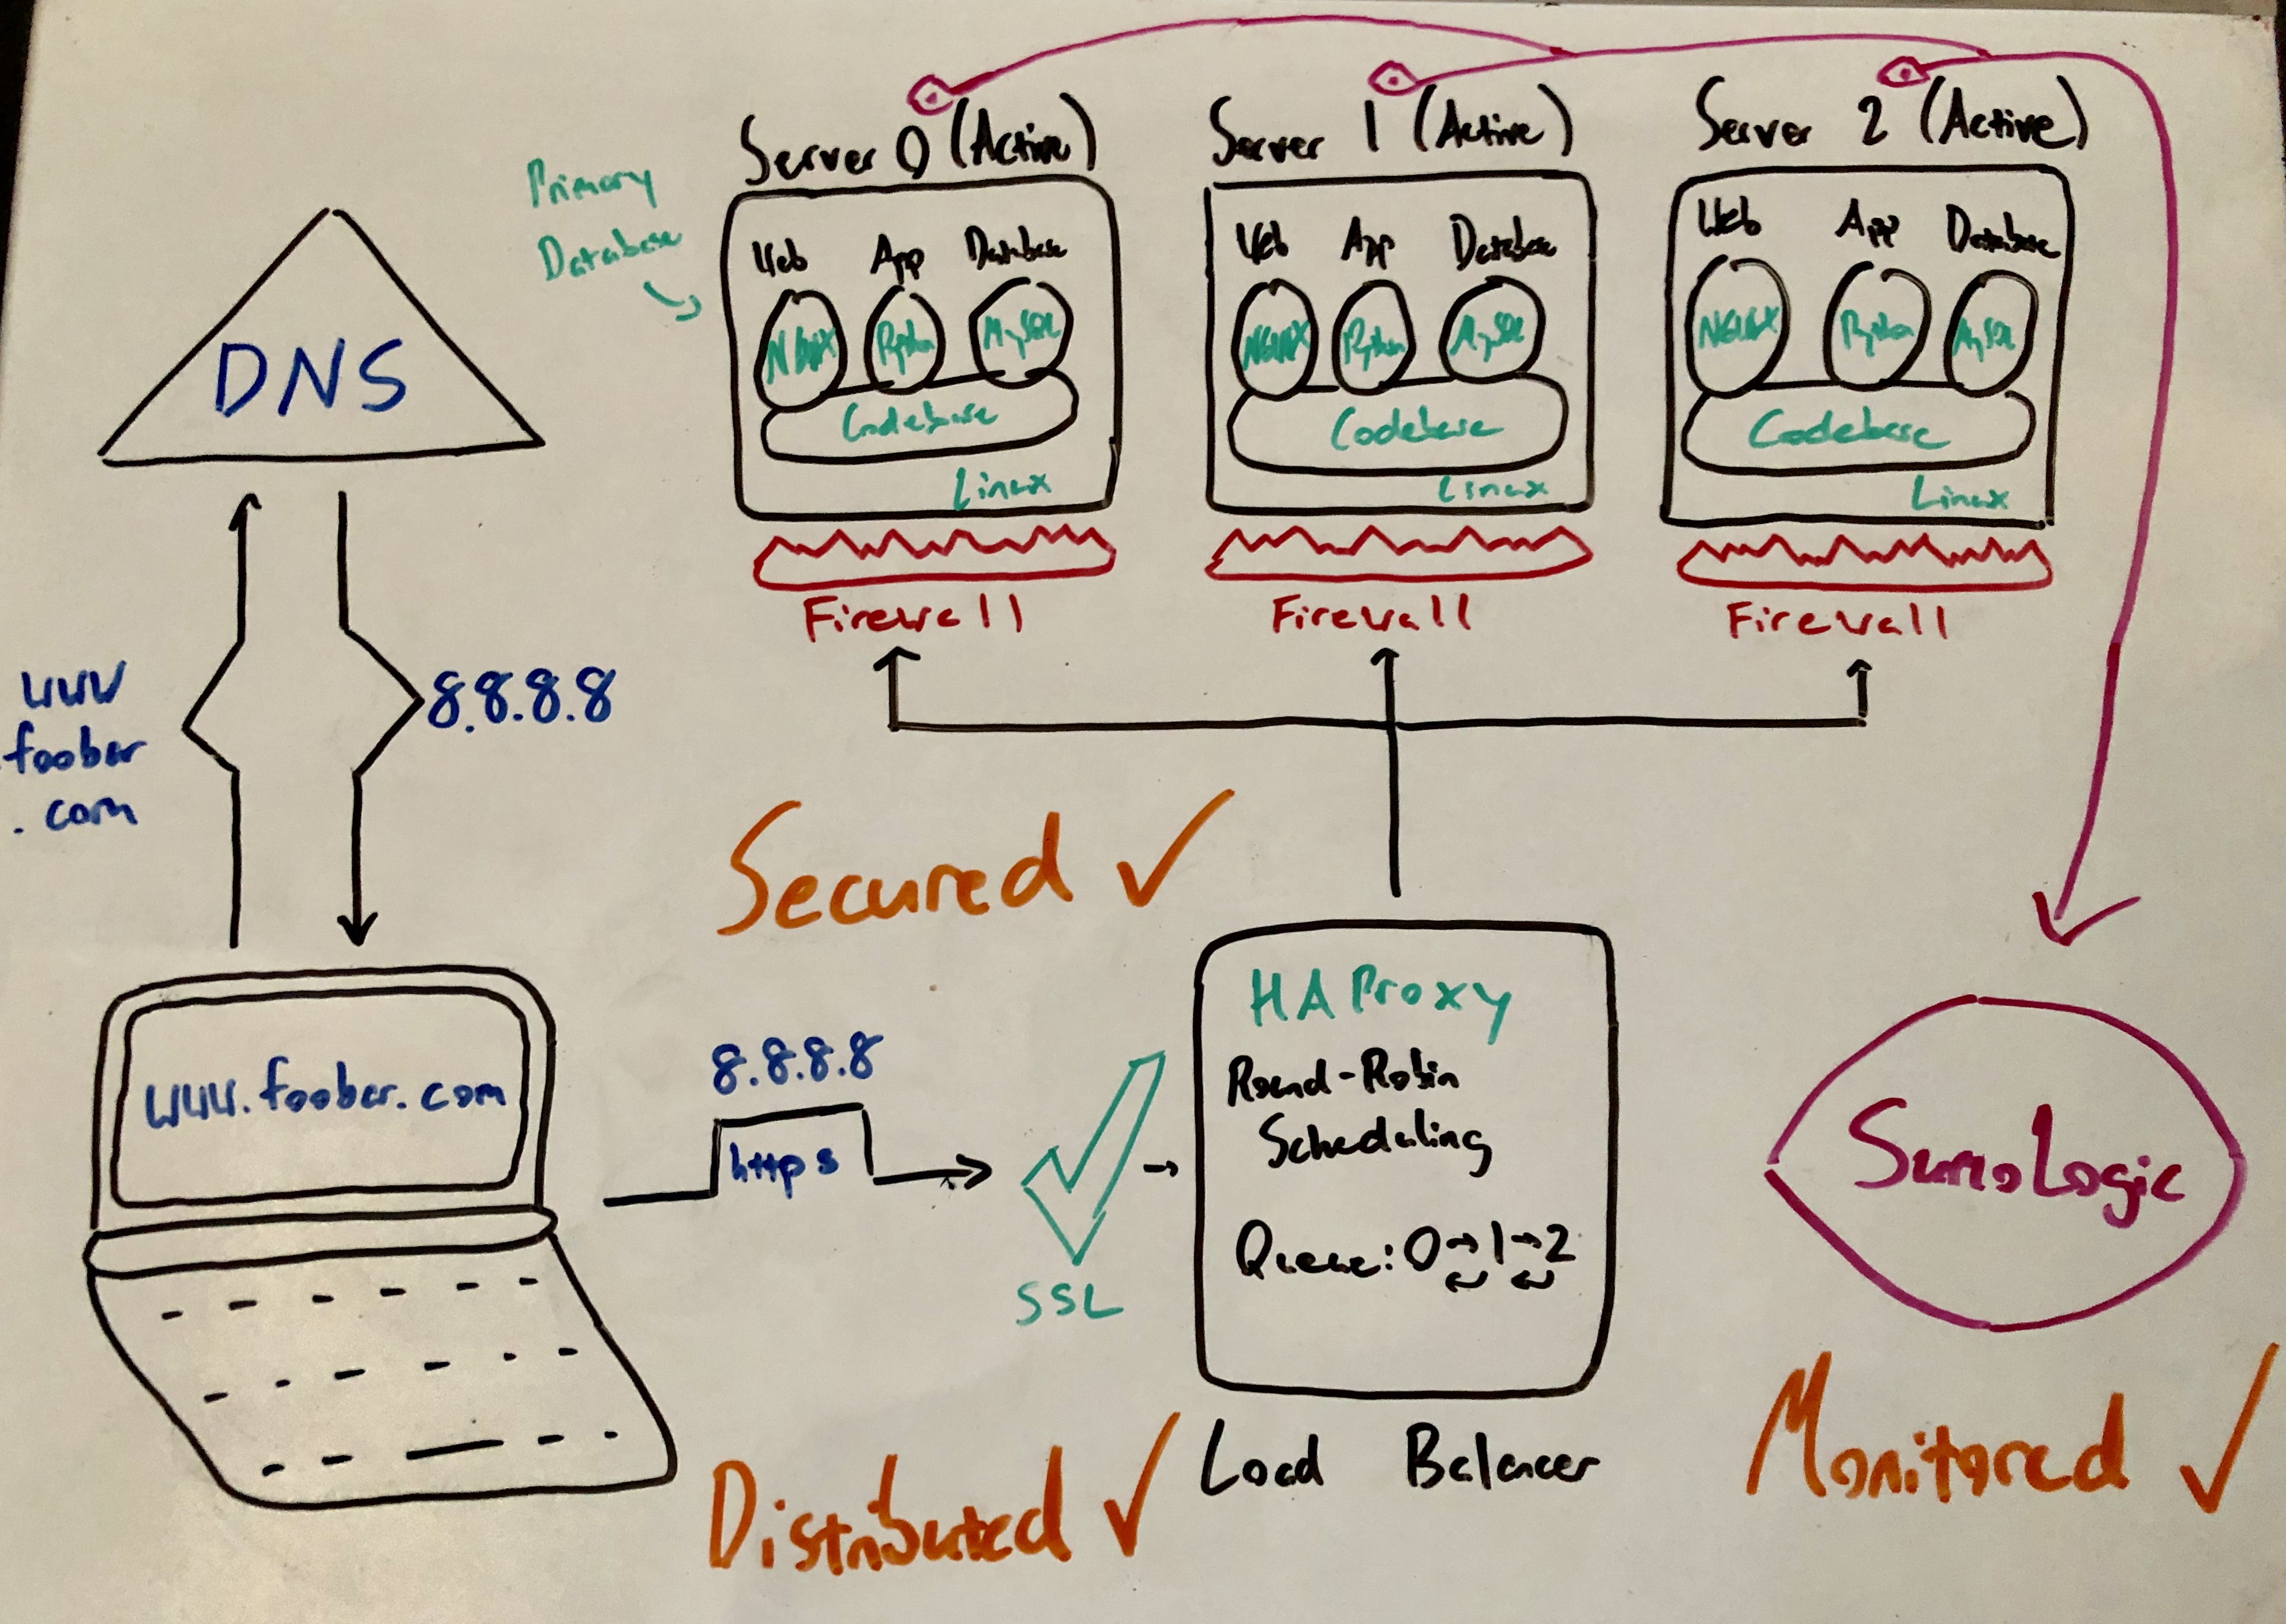 Server 0 (Active)
Server 1 (Active)
Server 2 (Active)
Primary
Database
Web App Database
NGINX Python MySQL
Codebase
Linux
Firewall
Web App Database
NGINX Python MySQL
Codebase
Linux
Firewall
Web App Database
NGINX Python MySQL
Codebase
Linux
Firewall
DNS
www
.foobar
.com
8.8.8.8
Secured
www.foobar.com
8.8.8.8
https
SSL
HAProxy
Round-Robin
Scheduling
Queue: 0→1→2
Load Balancer
SumoLogic
Distributed
Monitored